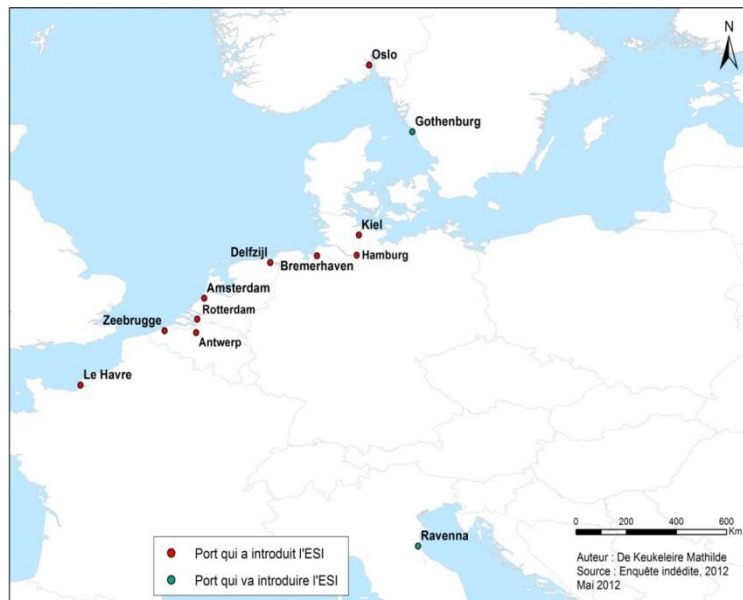 Oslo
N
Gothenburg
Kiel
Delfzijl
Bremerhaven
Hamburg
Amsterdam
Rotterdam
Zeebrugge
Antwerp
Le Havre
Ravenna
0 200 400 600
Km
Port qui a introduit l'ESI
Port qui va introduire l'ESI
Auteur : De Keukeleire Mathilde
Source : Enquête indédite, 2012
Mai 2012